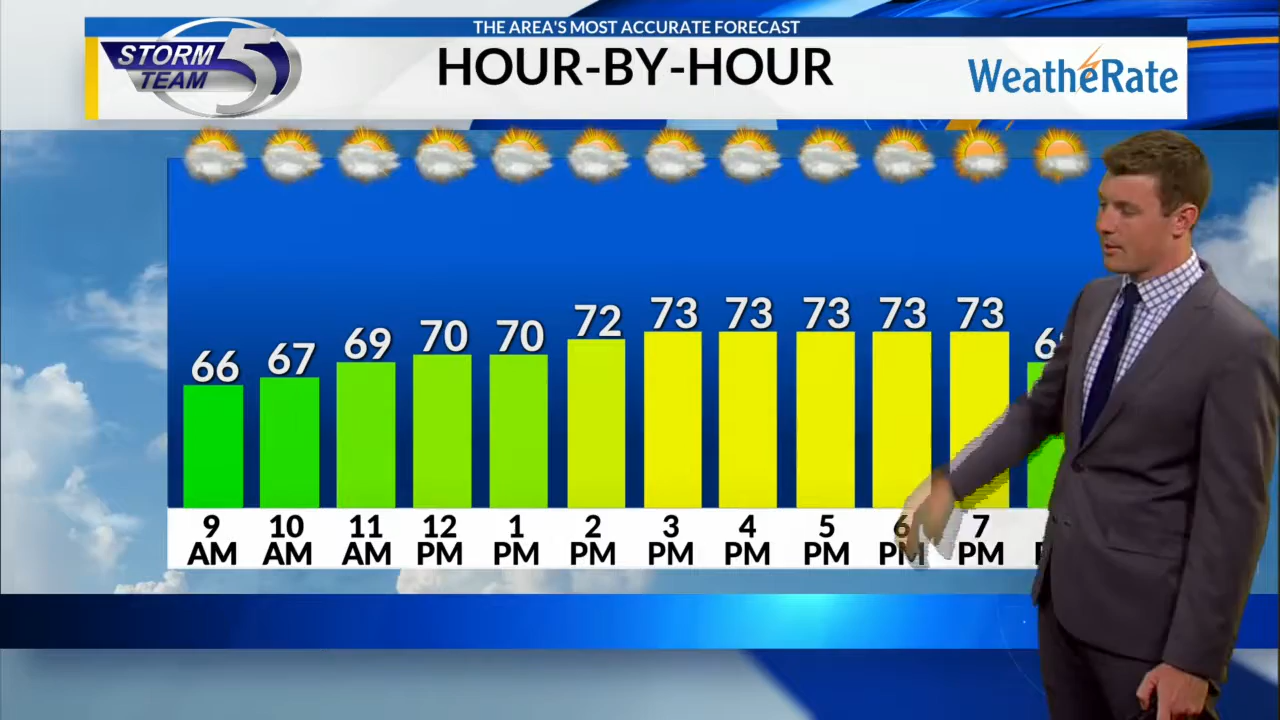 THE AREA'S MOST ACCURATE FORECAST
STORM TEAM 5
HOUR-BY-HOUR
WeatheRate
66 67 69 70 70 72 73 73 73 73 73
9 AM 10 AM 11 AM 12 PM 1 PM 2 PM 3 PM 4 PM 5 PM 6 PM 7 PM